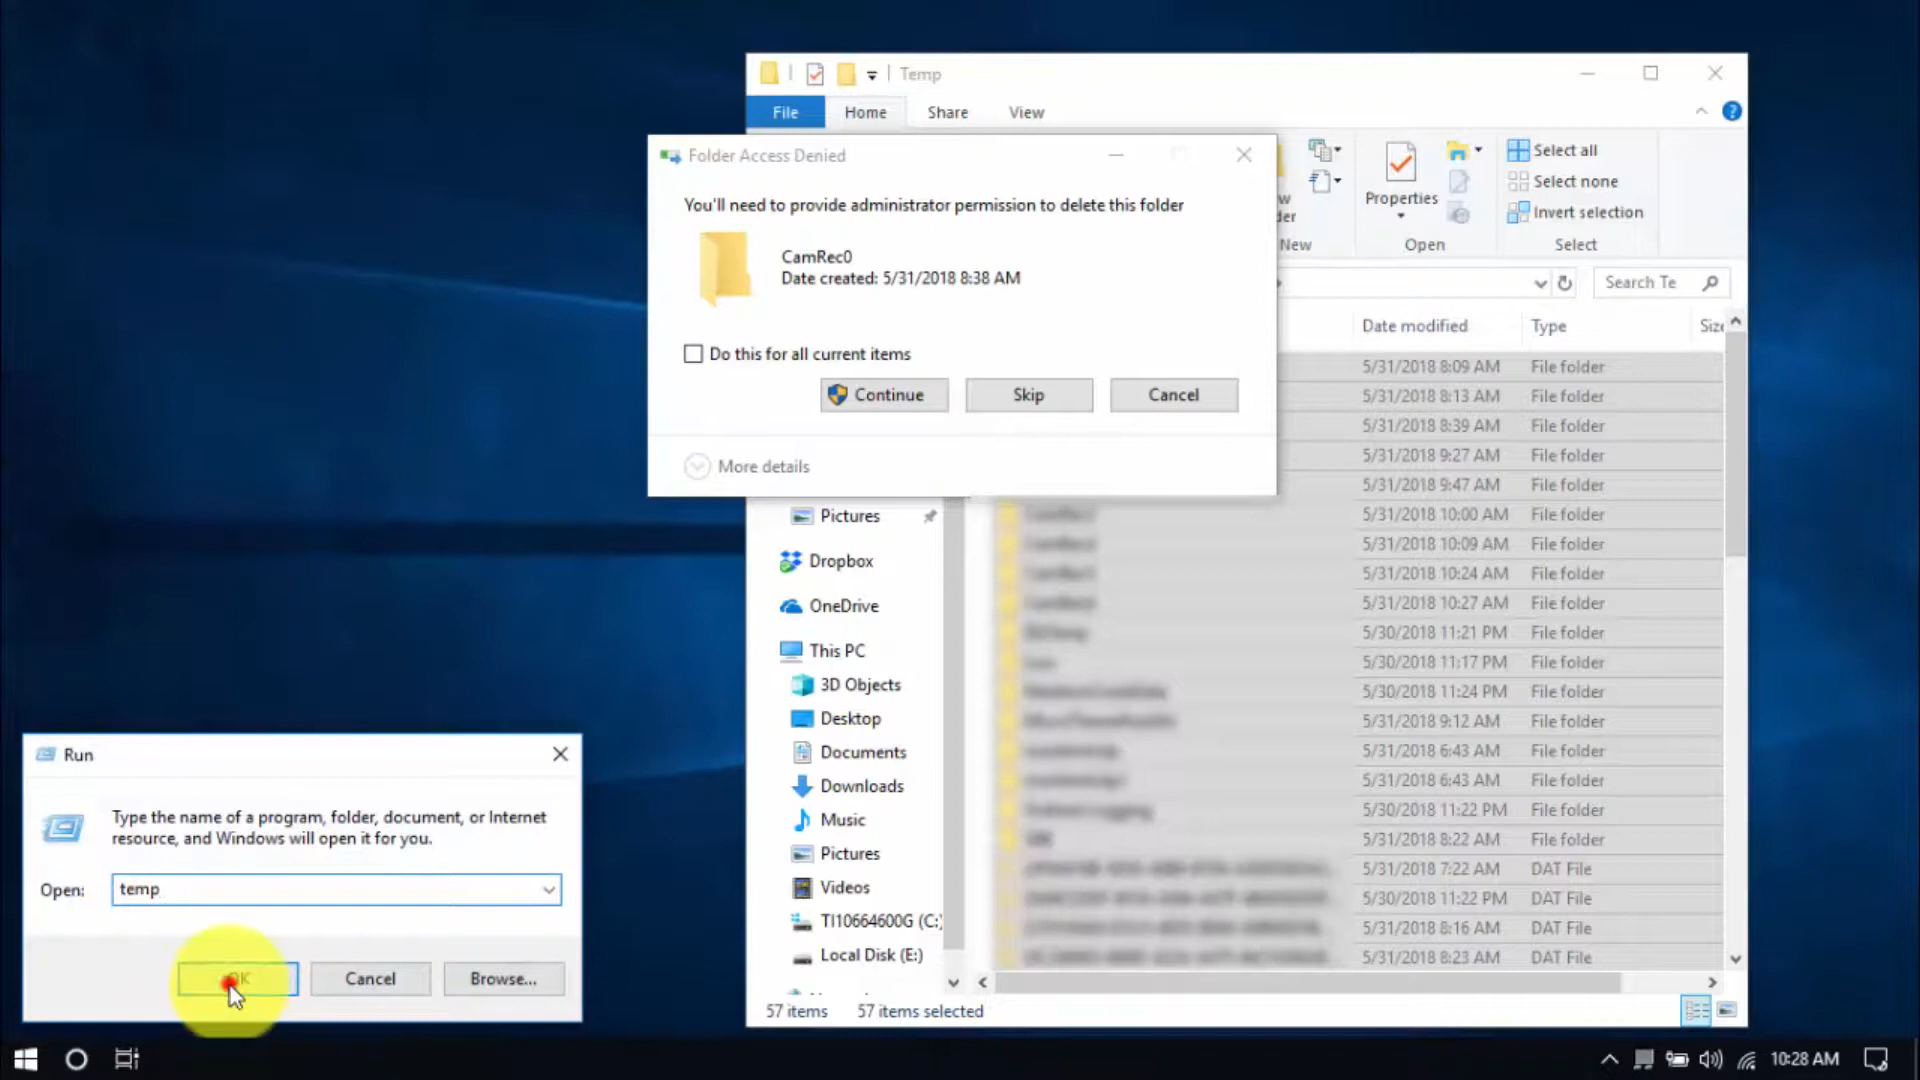 Temp
File
Home
Share
View
Folder Access Denied
You'll need to provide administrator permission to delete this folder
CamRec0
Date created: 5/31/2018 8:38 AM
Do this for all current items
Continue
Skip
Cancel
More details
w
der
New
Properties
Open
Select all
Select none
Invert selection
Select
Search Te
Date modified
Type
Size
5/31/2018 8:09 AM File folder
5/31/2018 8:13 AM File folder
5/31/2018 8:39 AM File folder
5/31/2018 9:27 AM File folder
5/31/2018 9:47 AM File folder
5/31/2018 10:00 AM File folder
5/31/2018 10:09 AM File folder
5/31/2018 10:24 AM File folder
5/31/2018 10:27 AM File folder
5/30/2018 11:21 PM File folder
5/30/2018 11:17 PM File folder
5/30/2018 11:24 PM File folder
5/31/2018 9:12 AM File folder
5/31/2018 6:43 AM File folder
5/31/2018 6:43 AM File folder
5/30/2018 11:22 PM File folder
5/31/2018 8:22 AM File folder
5/31/2018 7:22 AM DAT File
5/30/2018 11:22 PM DAT File
5/31/2018 8:16 AM DAT File
5/31/2018 8:23 AM DAT File
Pictures
Dropbox
OneDrive
This PC
3D Objects
Desktop
Documents
Downloads
Music
Pictures
Videos
TI10664600G (C:)
Local Disk (E:)
57 items
57 items selected
Run
Type the name of a program, folder, document, or Internet
resource, and Windows will open it for you.
Open:
temp
OK
Cancel
Browse...
10:28 AM